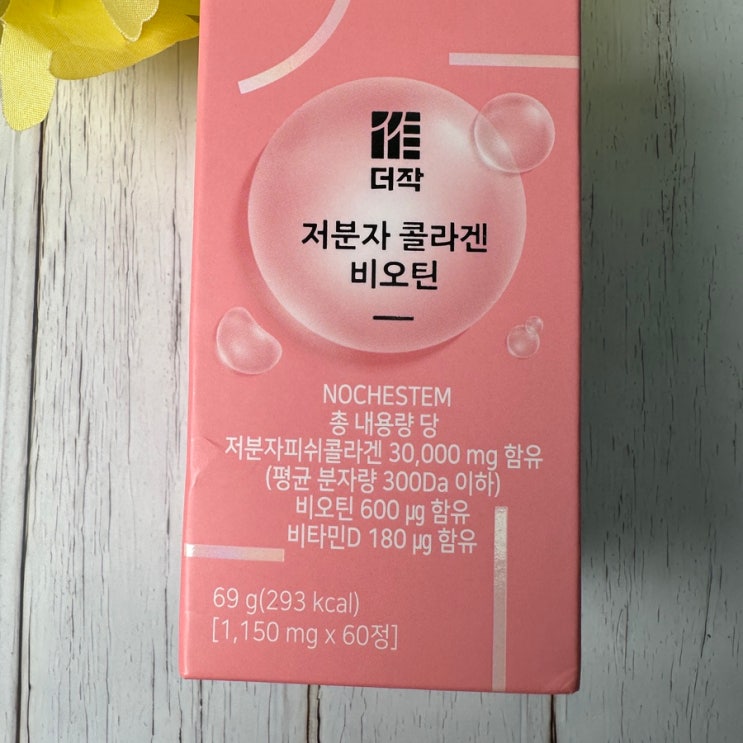 더작
저분자 콜라겐
비오틴
NOCHESTEM
총 내용량 당
저분자피쉬콜라겐 30,000 mg 함유
(평균 분자량 300Da 이하)
비오틴 600 μg 함유
비타민D 180 μg 함유
69 g(293 kcal)
[1,150 mg x 60정]